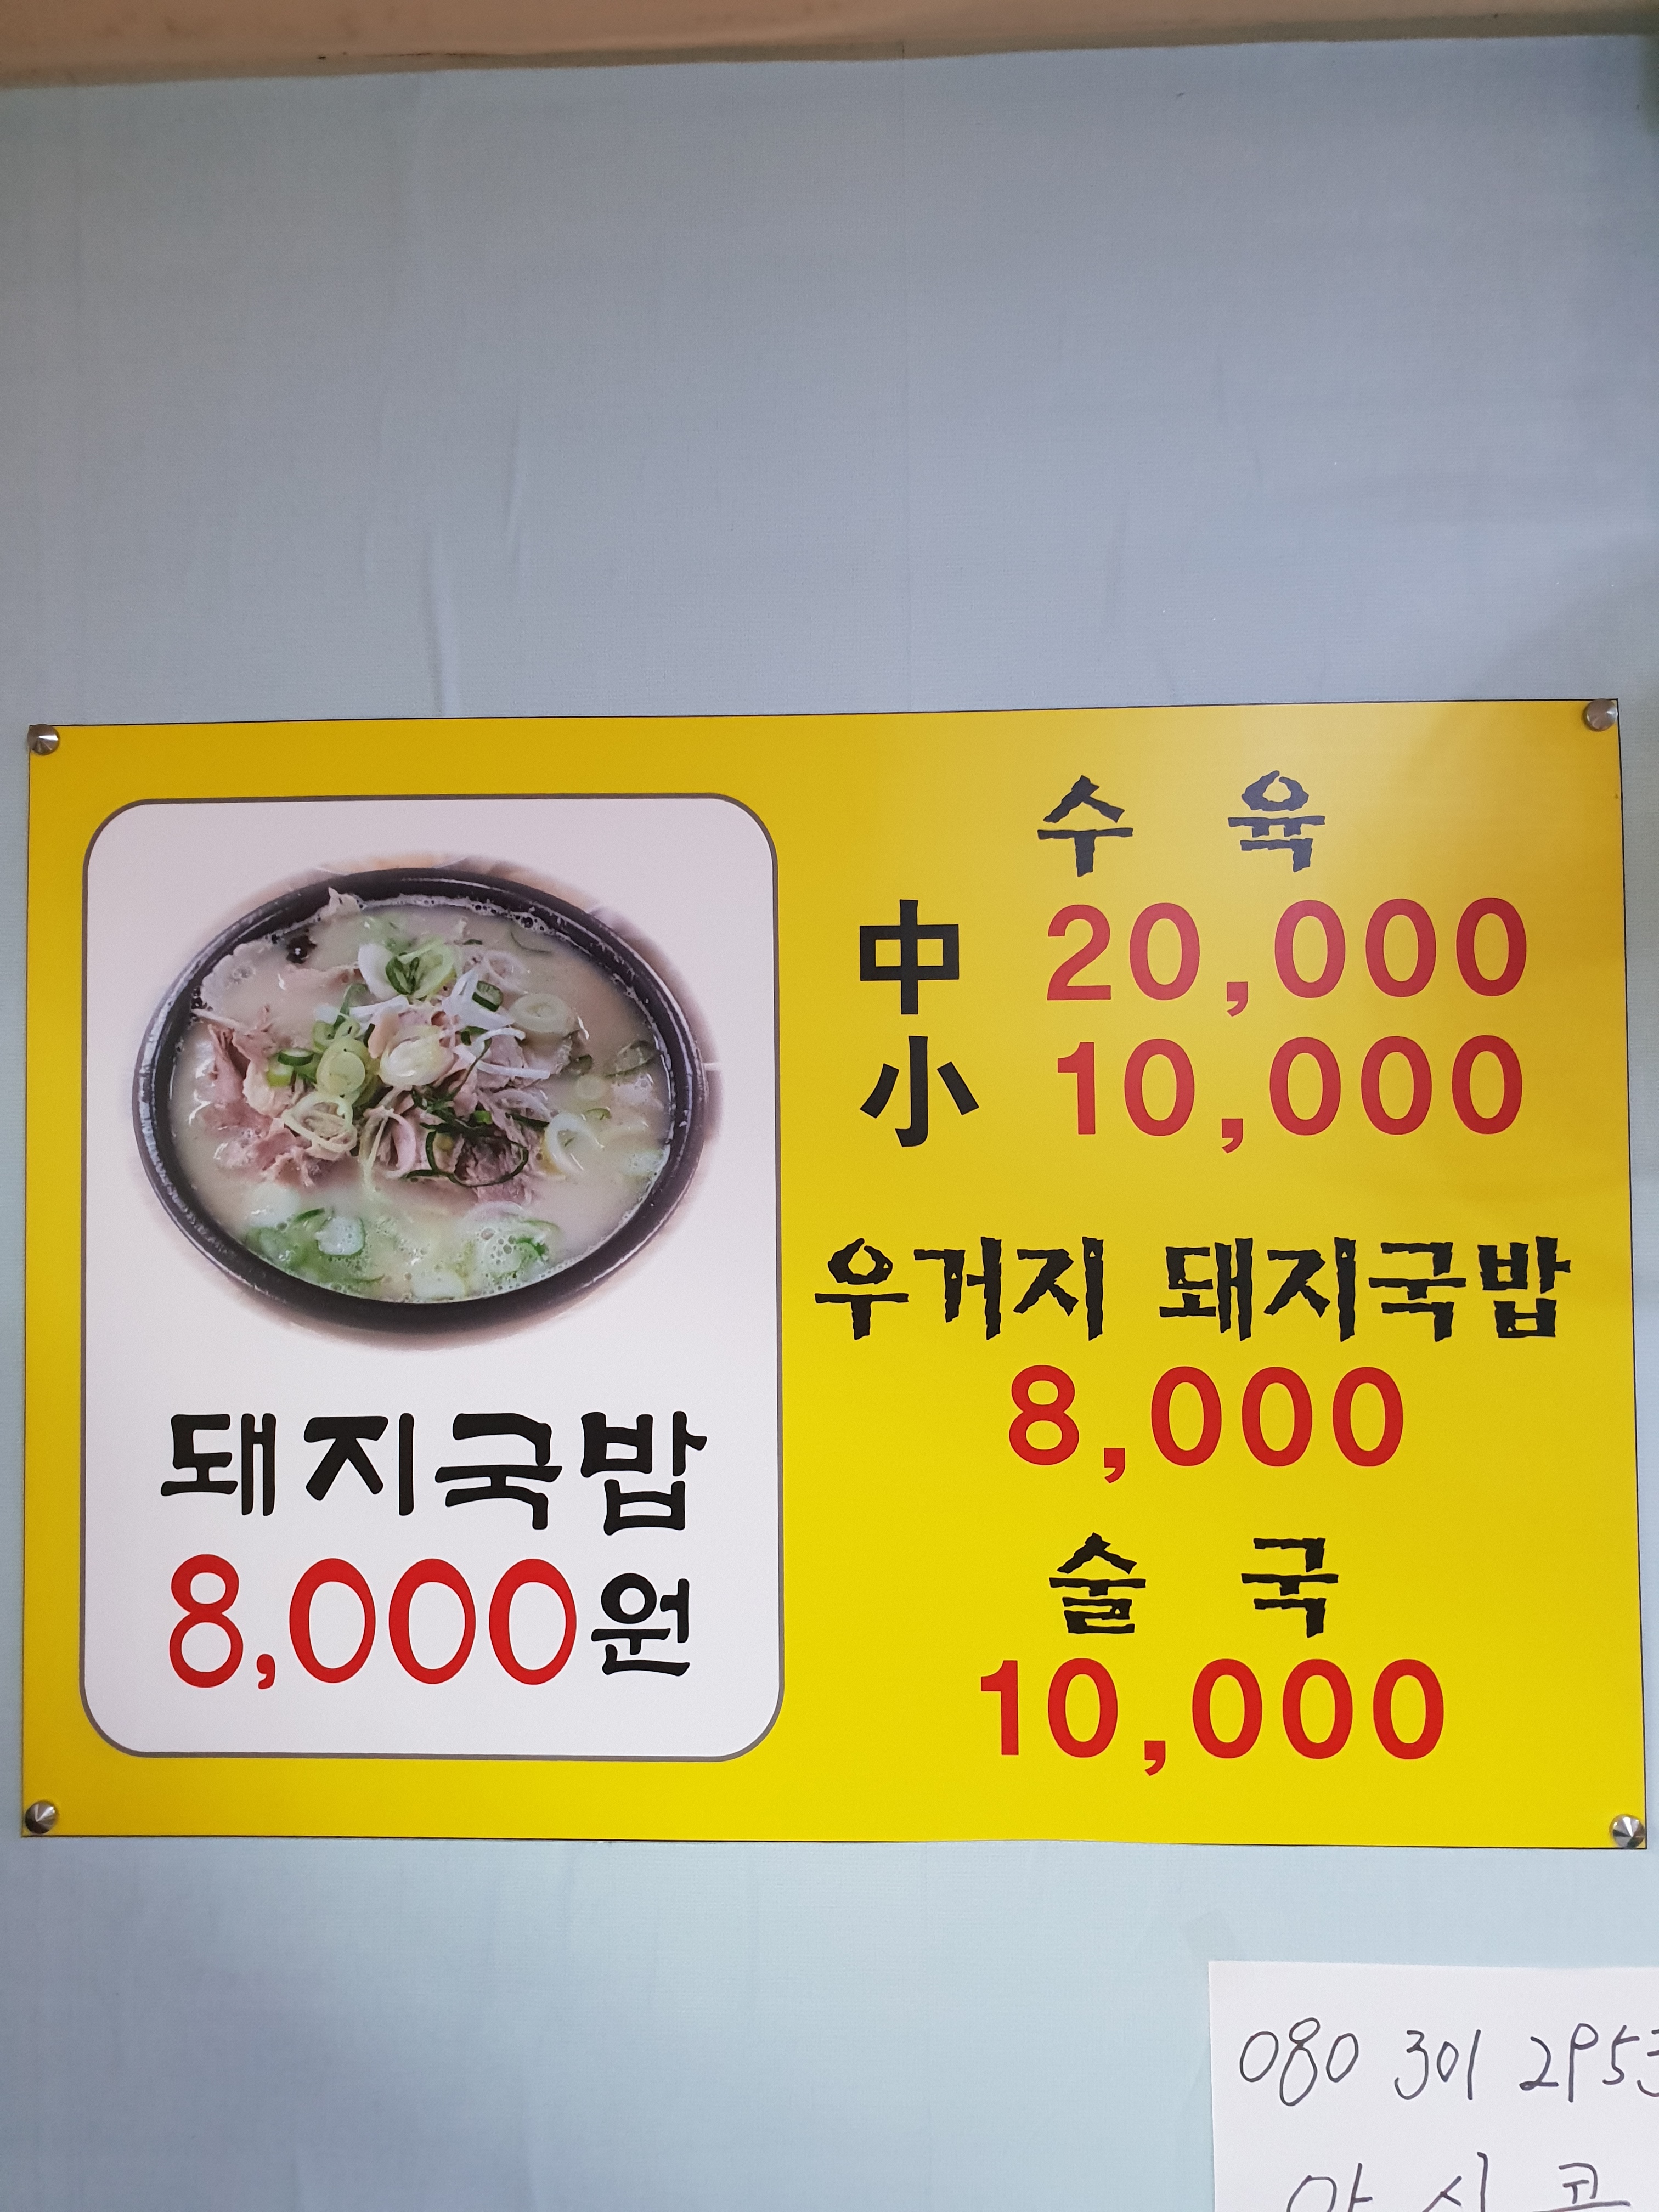 돼지국밥
8,000원
수 육
中 20,000
小 10,000
우거지 돼지국밥
8,000
술 국
10,000
080 301 2953